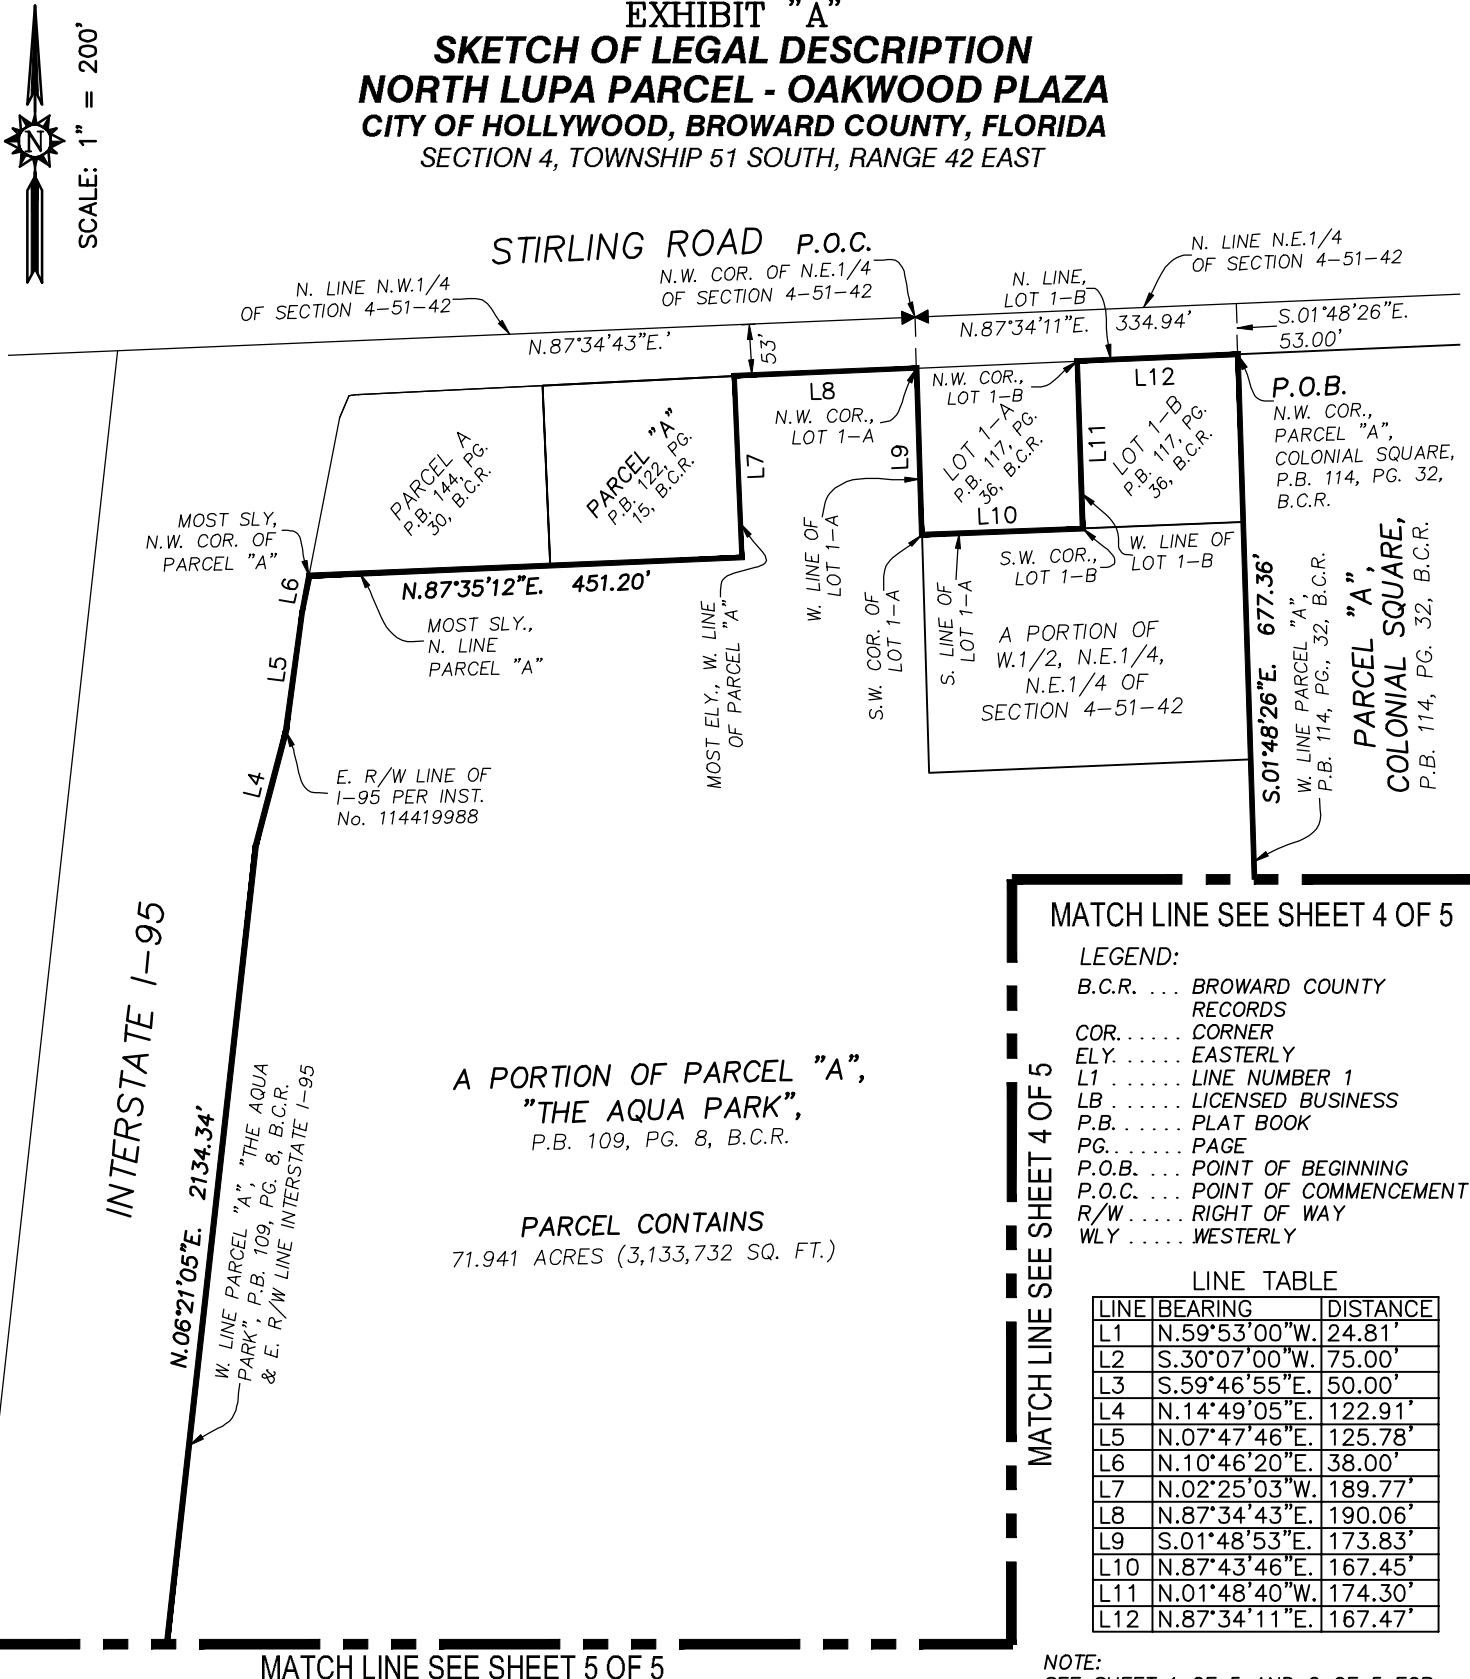 EXHIBIT "A"
SKETCH OF LEGAL DESCRIPTION
NORTH LUPA PARCEL - OAKWOOD PLAZA
CITY OF HOLLYWOOD, BROWARD COUNTY, FLORIDA
SECTION 4, TOWNSHIP 51 SOUTH, RANGE 42 EAST
N
SCALE: 1" = 200'
STIRLING ROAD
P.O.C.
N.W. COR. OF N.E.1/4
OF SECTION 4-51-42
N. LINE N.W.1/4
OF SECTION 4-51-42
N. LINE,
LOT 1-B
N. LINE N.E.1/4
OF SECTION 4-51-42
N.87°34'43"E.'
53'
N.87°34'11"E. 334.94'
S.01°48'26"E.
53.00'
L8
N.W. COR.,
LOT 1-A
N.W. COR.,
LOT 1-B
L12
P.O.B.
N.W. COR.,
PARCEL "A",
COLONIAL SQUARE,
P.B. 114, PG. 32,
B.C.R.
PARCEL A
P.B. 144, PG.
30, B.C.R.
PARCEL "A"
P.B. 122, PG.
15, B.C.R.
L7
L9
LOT 1-A
P.B. 117, PG.
36, B.C.R.
L11
LOT 1-B
P.B. 117, PG.
36, B.C.R.
L10
MOST SLY,
N.W. COR. OF
PARCEL "A"
L6
N.87°35'12"E. 451.20'
MOST SLY.,
N. LINE
PARCEL "A"
L5
L4
E. R/W LINE OF
I-95 PER INST.
No. 114419988
MOST ELY., W. LINE
OF PARCEL "A"
W. LINE OF
LOT 1-A
S.W. COR. OF
LOT 1-A
S. LINE OF
LOT 1-A
S.W. COR.,
LOT 1-B
W. LINE OF
LOT 1-B
A PORTION OF
W.1/2, N.E.1/4,
N.E.1/4 OF
SECTION 4-51-42
S.01°48'26"E. 677.36'
W. LINE PARCEL "A",
P.B. 114, PG., 32, B.C.R.
PARCEL "A",
COLONIAL SQUARE,
P.B. 114, PG. 32, B.C.R.
INTERSTATE I-95
N.06°21'05"E. 2134.34'
W. LINE PARCEL "A", "THE AQUA
PARK", P.B. 109, PG. 8, B.C.R.
& E. R/W LINE INTERSTATE I-95
A PORTION OF PARCEL "A",
"THE AQUA PARK",
P.B. 109, PG. 8, B.C.R.
PARCEL CONTAINS
71.941 ACRES (3,133,732 SQ. FT.)
MATCH LINE SEE SHEET 4 OF 5
MATCH LINE SEE SHEET 4 OF 5
LEGEND:
B.C.R. . . . BROWARD COUNTY
RECORDS
COR. . . . . . CORNER
ELY. . . . . . EASTERLY
L1 . . . . . . LINE NUMBER 1
LB . . . . . . LICENSED BUSINESS
P.B. . . . . . PLAT BOOK
PG. . . . . . . PAGE
P.O.B. . . . POINT OF BEGINNING
P.O.C. . . . POINT OF COMMENCEMENT
R/W . . . . . RIGHT OF WAY
WLY . . . . . WESTERLY
LINE TABLE
LINE BEARING DISTANCE
L1 N.59°53'00"W. 24.81'
L2 S.30°07'00"W. 75.00'
L3 S.59°46'55"E. 50.00'
L4 N.14°49'05"E. 122.91'
L5 N.07°47'46"E. 125.78'
L6 N.10°46'20"E. 38.00'
L7 N.02°25'03"W. 189.77'
L8 N.87°34'43"E. 190.06'
L9 S.01°48'53"E. 173.83'
L10 N.87°43'46"E. 167.45'
L11 N.01°48'40"W. 174.30'
L12 N.87°34'11"E. 167.47'
MATCH LINE SEE SHEET 5 OF 5
NOTE: